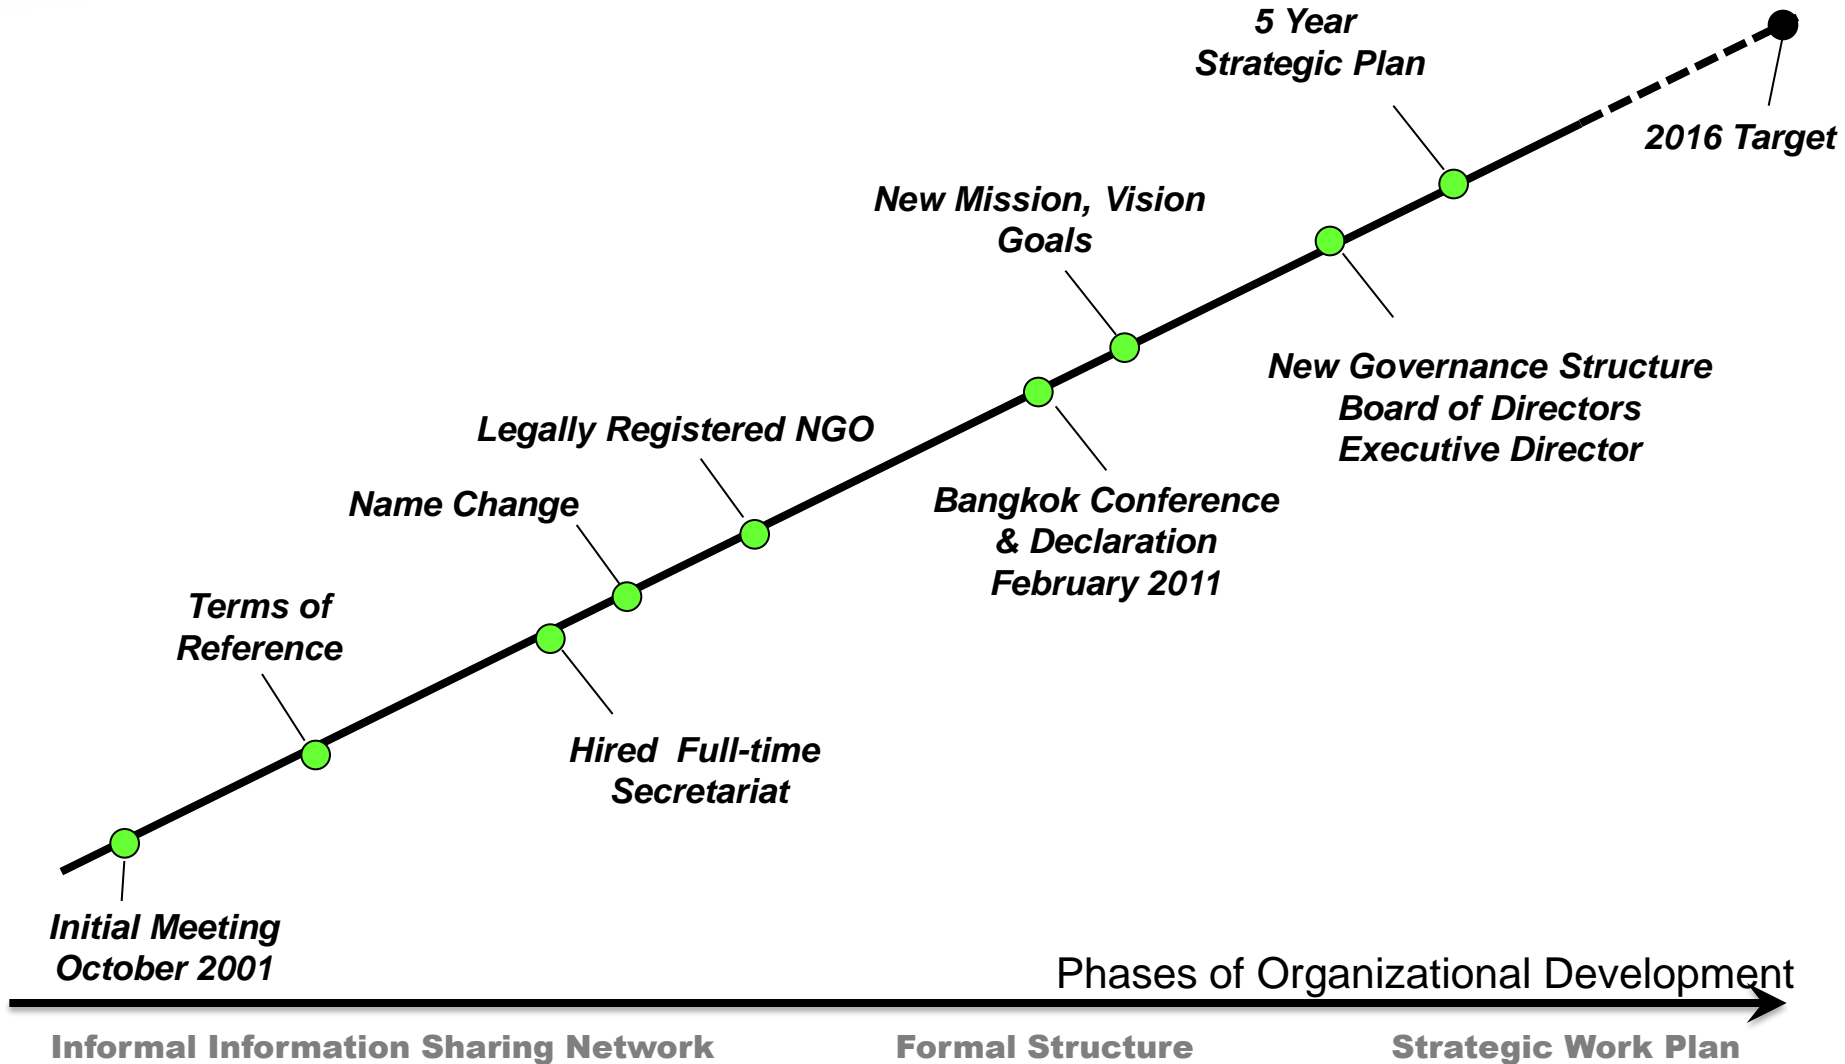 5 Year
Strategic Plan
2016 Target
New Mission, Vision
Goals
New Governance Structure
Board of Directors
Executive Director
Legally Registered NGO
Bangkok Conference
& Declaration
February 2011
Name Change
Terms of
Reference
Hired Full-time
Secretariat
Initial Meeting
October 2001
Phases of Organizational Development
Informal Information Sharing Network
Formal Structure
Strategic Work Plan